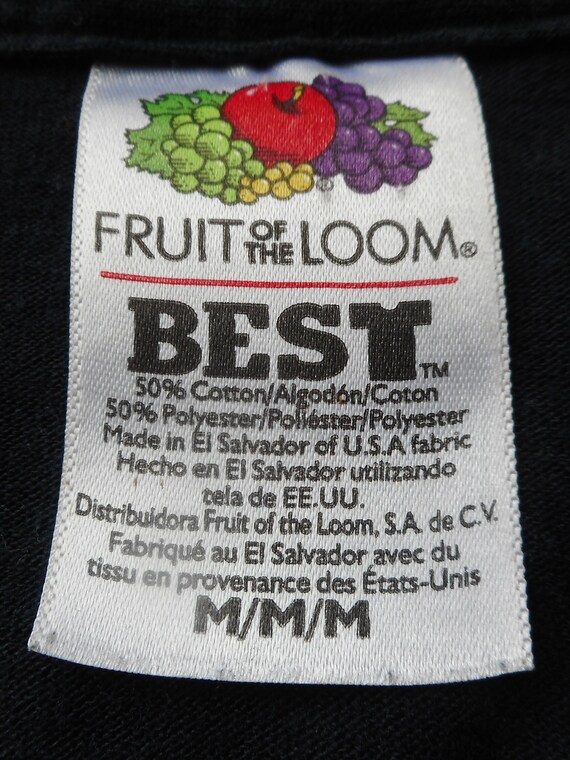 ®
FRUIT OF THE LOOM®
BEST™
50% Cotton/Algodón/Coton
50% Polyester/Poliéster/Polyester
Made in El Salvador of U.S.A fabric
Hecho en El Salvador utilizando
tela de EE.UU.
Distribuidora Fruit of the Loom, S.A. de C.V.
Fabriqué au El Salvador avec du
tissu en provenance des États-Unis
M/M/M